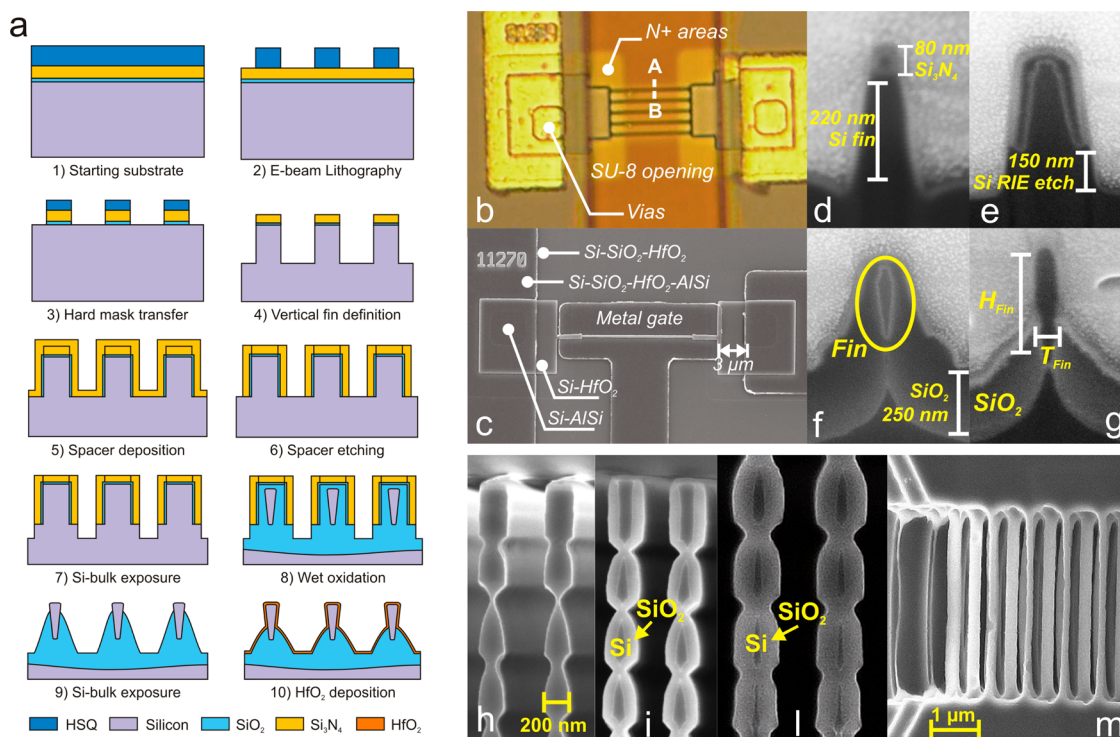 a
1) Starting substrate
2) E-beam Lithography
3) Hard mask transfer
4) Vertical fin definition
5) Spacer deposition
6) Spacer etching
7) Si-bulk exposure
8) Wet oxidation
9) Si-bulk exposure
10) HfO₂ deposition
HSQ
Silicon
SiO₂
Si₃N₄
HfO₂
N+ areas
A
B
SU-8 opening
Vias
b
11270
Si-SiO₂-HfO₂
Si-SiO₂-HfO₂-AlSi
Metal gate
3 µm
Si-HfO₂
Si-AlSi
c
80 nm
Si₃N₄
220 nm
Si fin
d
150 nm
Si RIE etch
e
Fin
SiO₂
250 nm
f
H_Fin
T_Fin
SiO₂
g
200 nm
h
SiO₂
Si
i
SiO₂
Si
l
1 µm
m